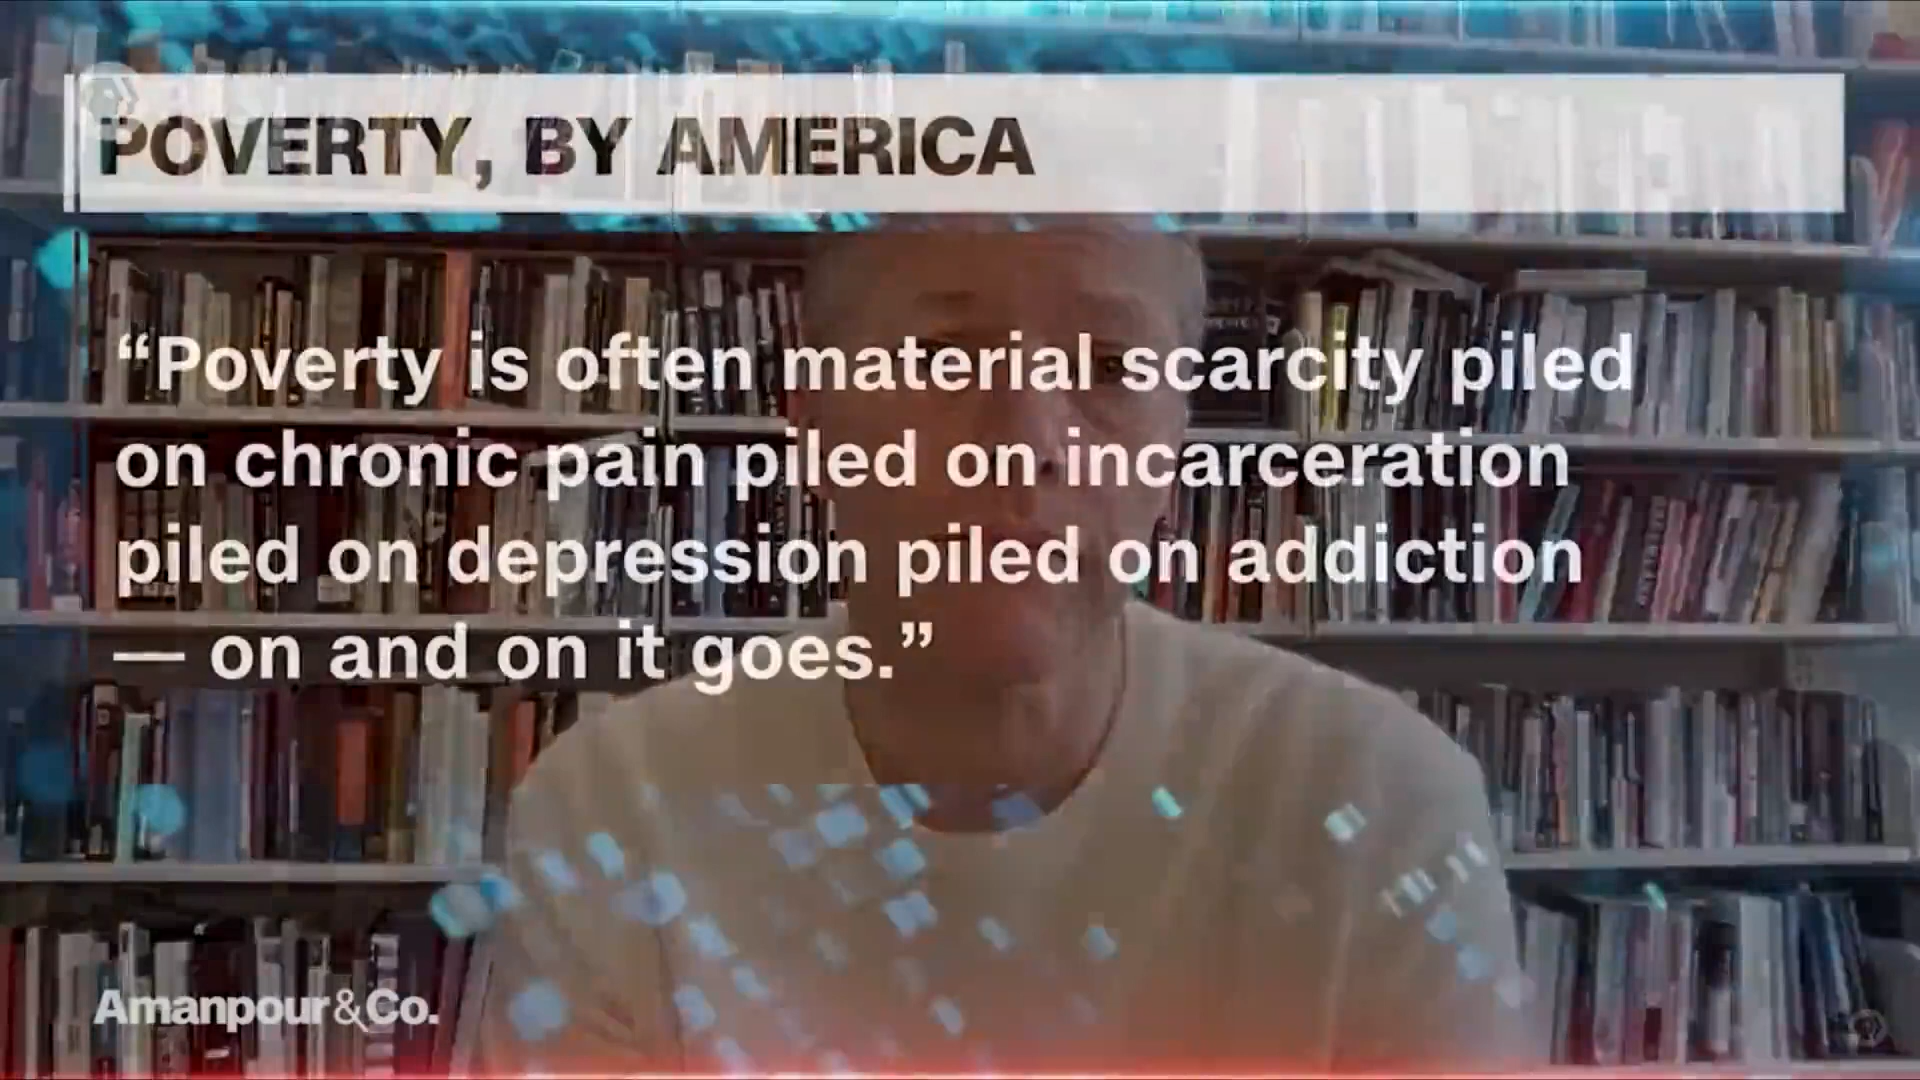 POVERTY, BY AMERICA
“Poverty is often material scarcity piled
on chronic pain piled on incarceration
piled on depression piled on addiction
— on and on it goes.”
Amanpour&Co.